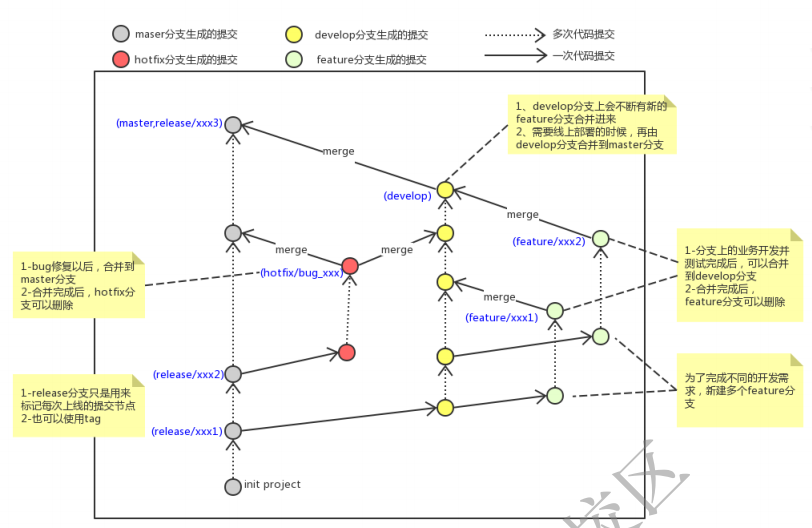 maser分支生成的提交
develop分支生成的提交
多次代码提交
hotfix分支生成的提交
feature分支生成的提交
一次代码提交
1、develop分支上会不断有新的
feature分支合并进来
2、需要线上部署的时候，再由
develop分支合并到master分支
(master,release/xxx3)
merge
(develop)
merge
(feature/xxx2)
1-分支上的业务开发并
测试完成后，可以合并
到develop分支
2-合并完成后，
feature分支可以删除
merge
merge
1-bug修复以后，合并到
master分支
2-合并完成后，hotfix分
支可以删除
(hotfix/bug_xxx)
merge
(feature/xxx1)
(release/xxx2)
为了完成不同的开发需
求，新建多个feature分
支
1-release分支只是用来
标记每次上线的提交节点
2-也可以使用tag
(release/xxx1)
init project
校区